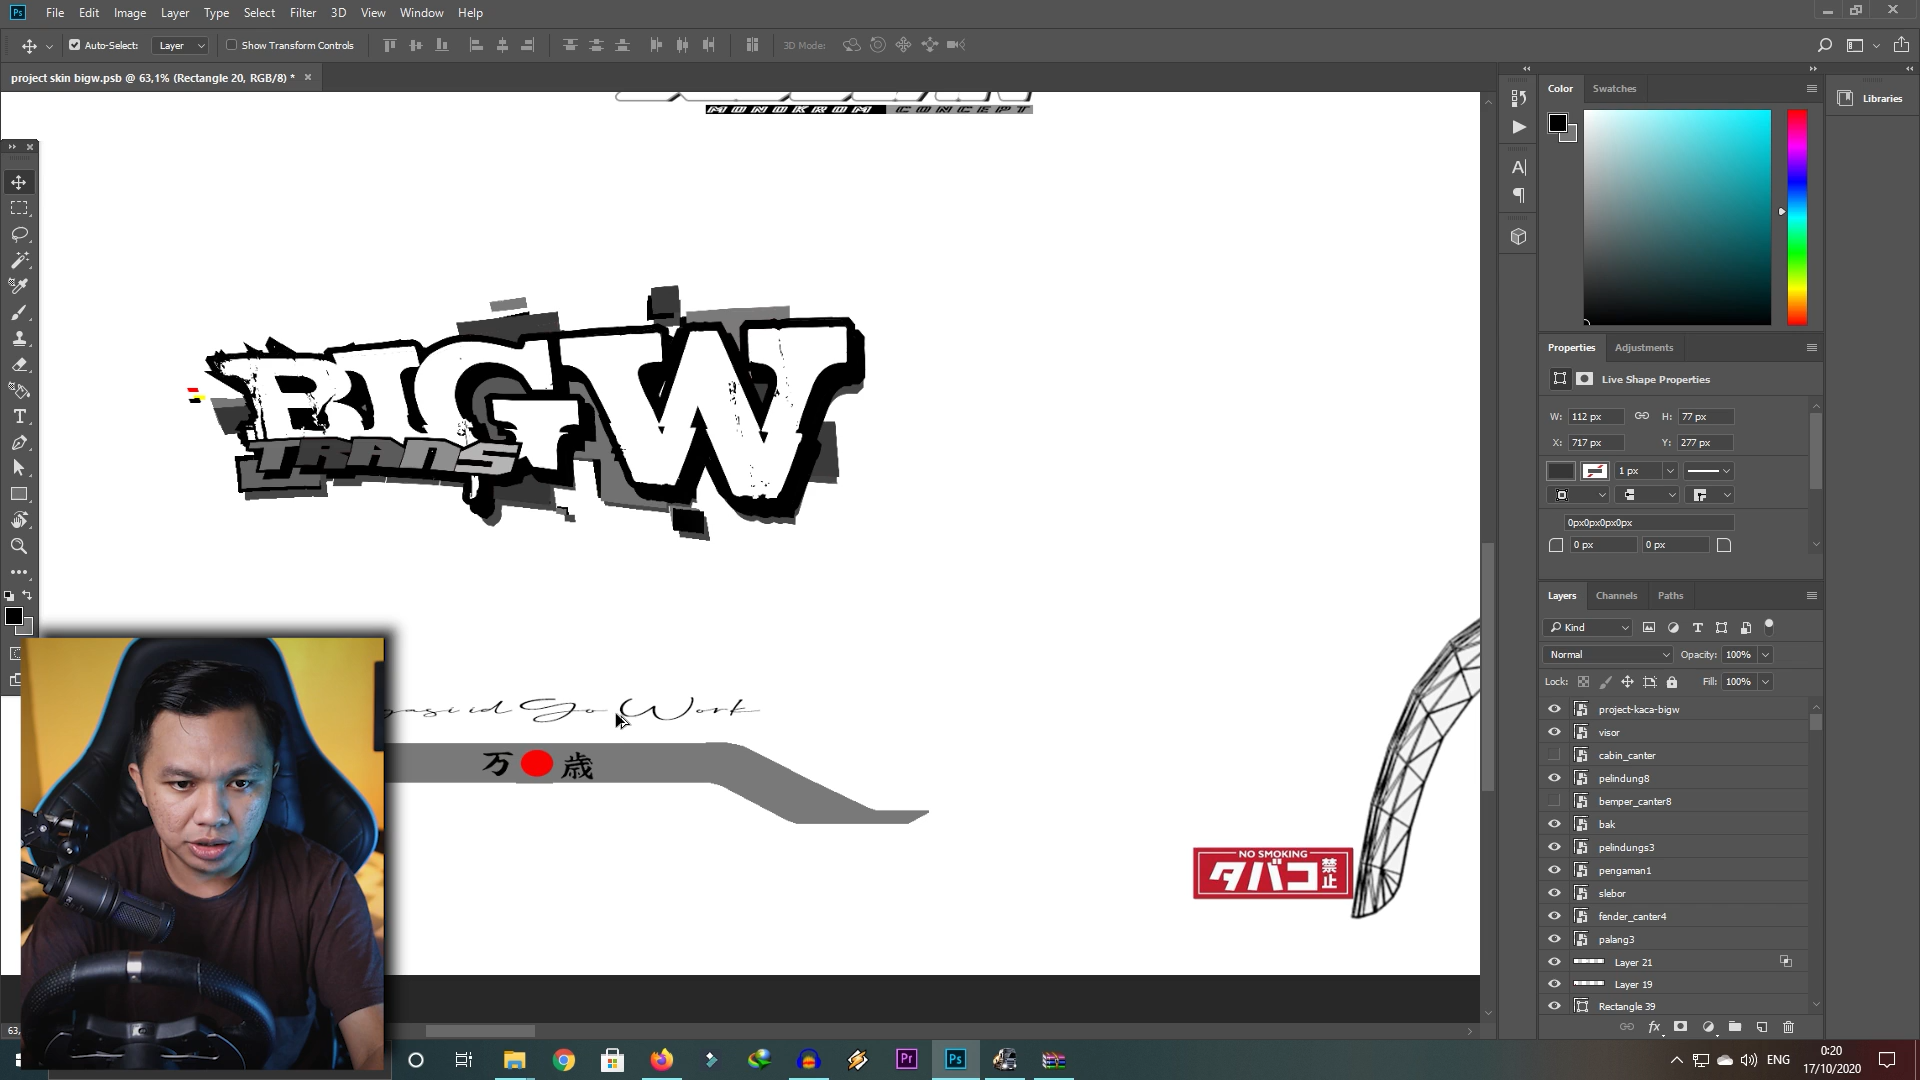 File Edit Image Layer Type Select Filter 3D View Window Help
Auto-Select: Layer Show Transform Controls 3D Mode:
project skin bigw.psb @ 63,1% (Rectangle 20, RGB/8) *
MONOKROM CONCEPT
BIGW
TRANS
id Go Work
万 歳
NO SMOKING
タバコ
禁止
Color Swatches
Libraries
Properties Adjustments
Live Shape Properties
W: 112 px H: 77 px
X: 717 px Y: 277 px
1 px
0px0px0px0px
0 px 0 px
Layers Channels Paths
Kind
Normal Opacity: 100%
Lock: Fill: 100%
project-kaca-bigw
visor
cabin_canter
pelindung8
bemper_canter8
bak
pelindungs3
pengaman1
slebor
fender_canter4
palang3
Layer 21
Layer 19
Rectangle 39
63,
ENG
0:20
17/10/2020